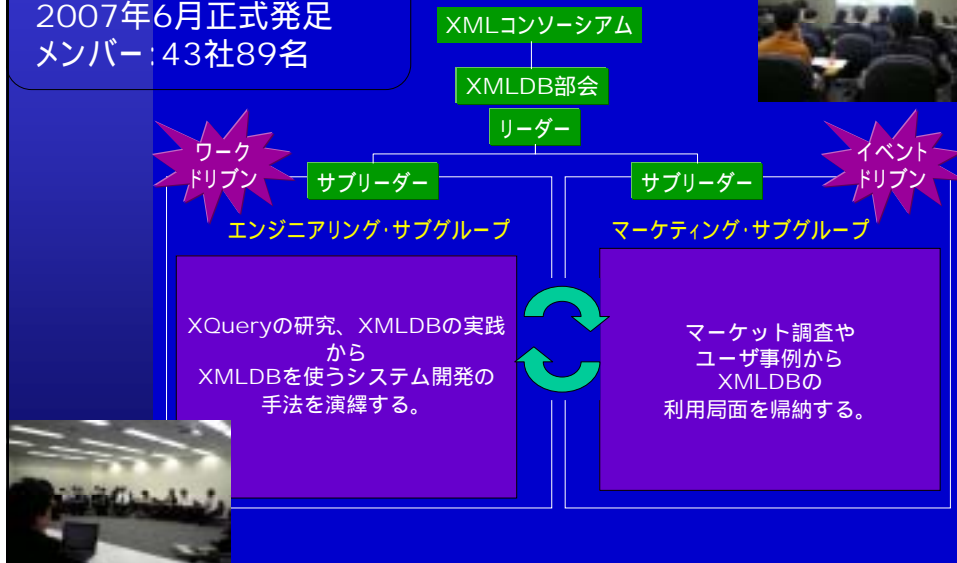 2007年6月正式発足
メンバー:43社89名
XMLコンソーシアム
XMLDB部会
リーダー
ワーク
ドリブン
サブリーダー
サブリーダー
イベント
ドリブン
エンジニアリング・サブグループ
マーケティング・サブグループ
XQueryの研究、XMLDBの実践
から
XMLDBを使うシステム開発の
手法を演繹する。
マーケット調査や
ユーザ事例から
XMLDBの
利用局面を帰納する。